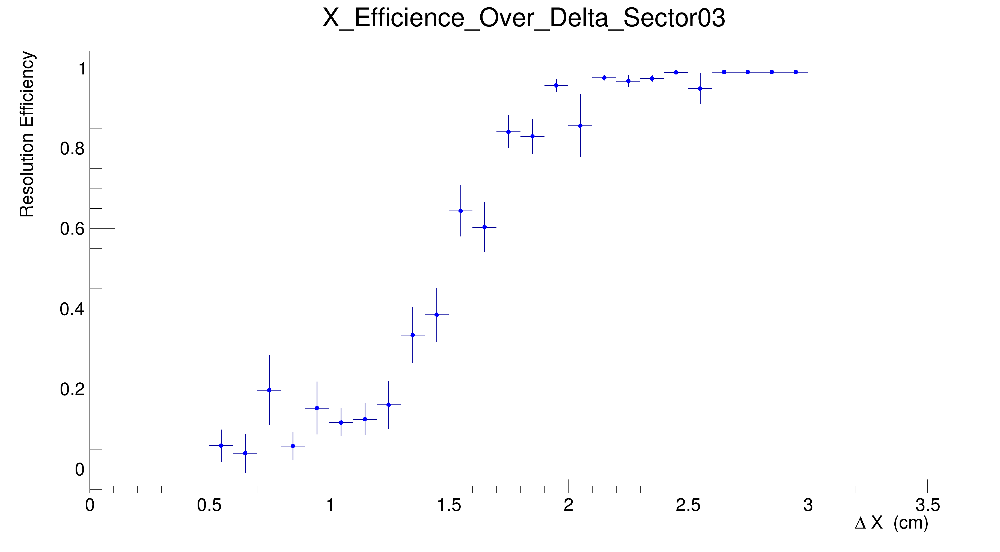 X_Efficience_Over_Delta_Sector03
Resolution Efficiency
1
0.8
0.6
0.4
0.2
0
0 0.5 1 1.5 2 2.5 3 3.5
Δ X (cm)